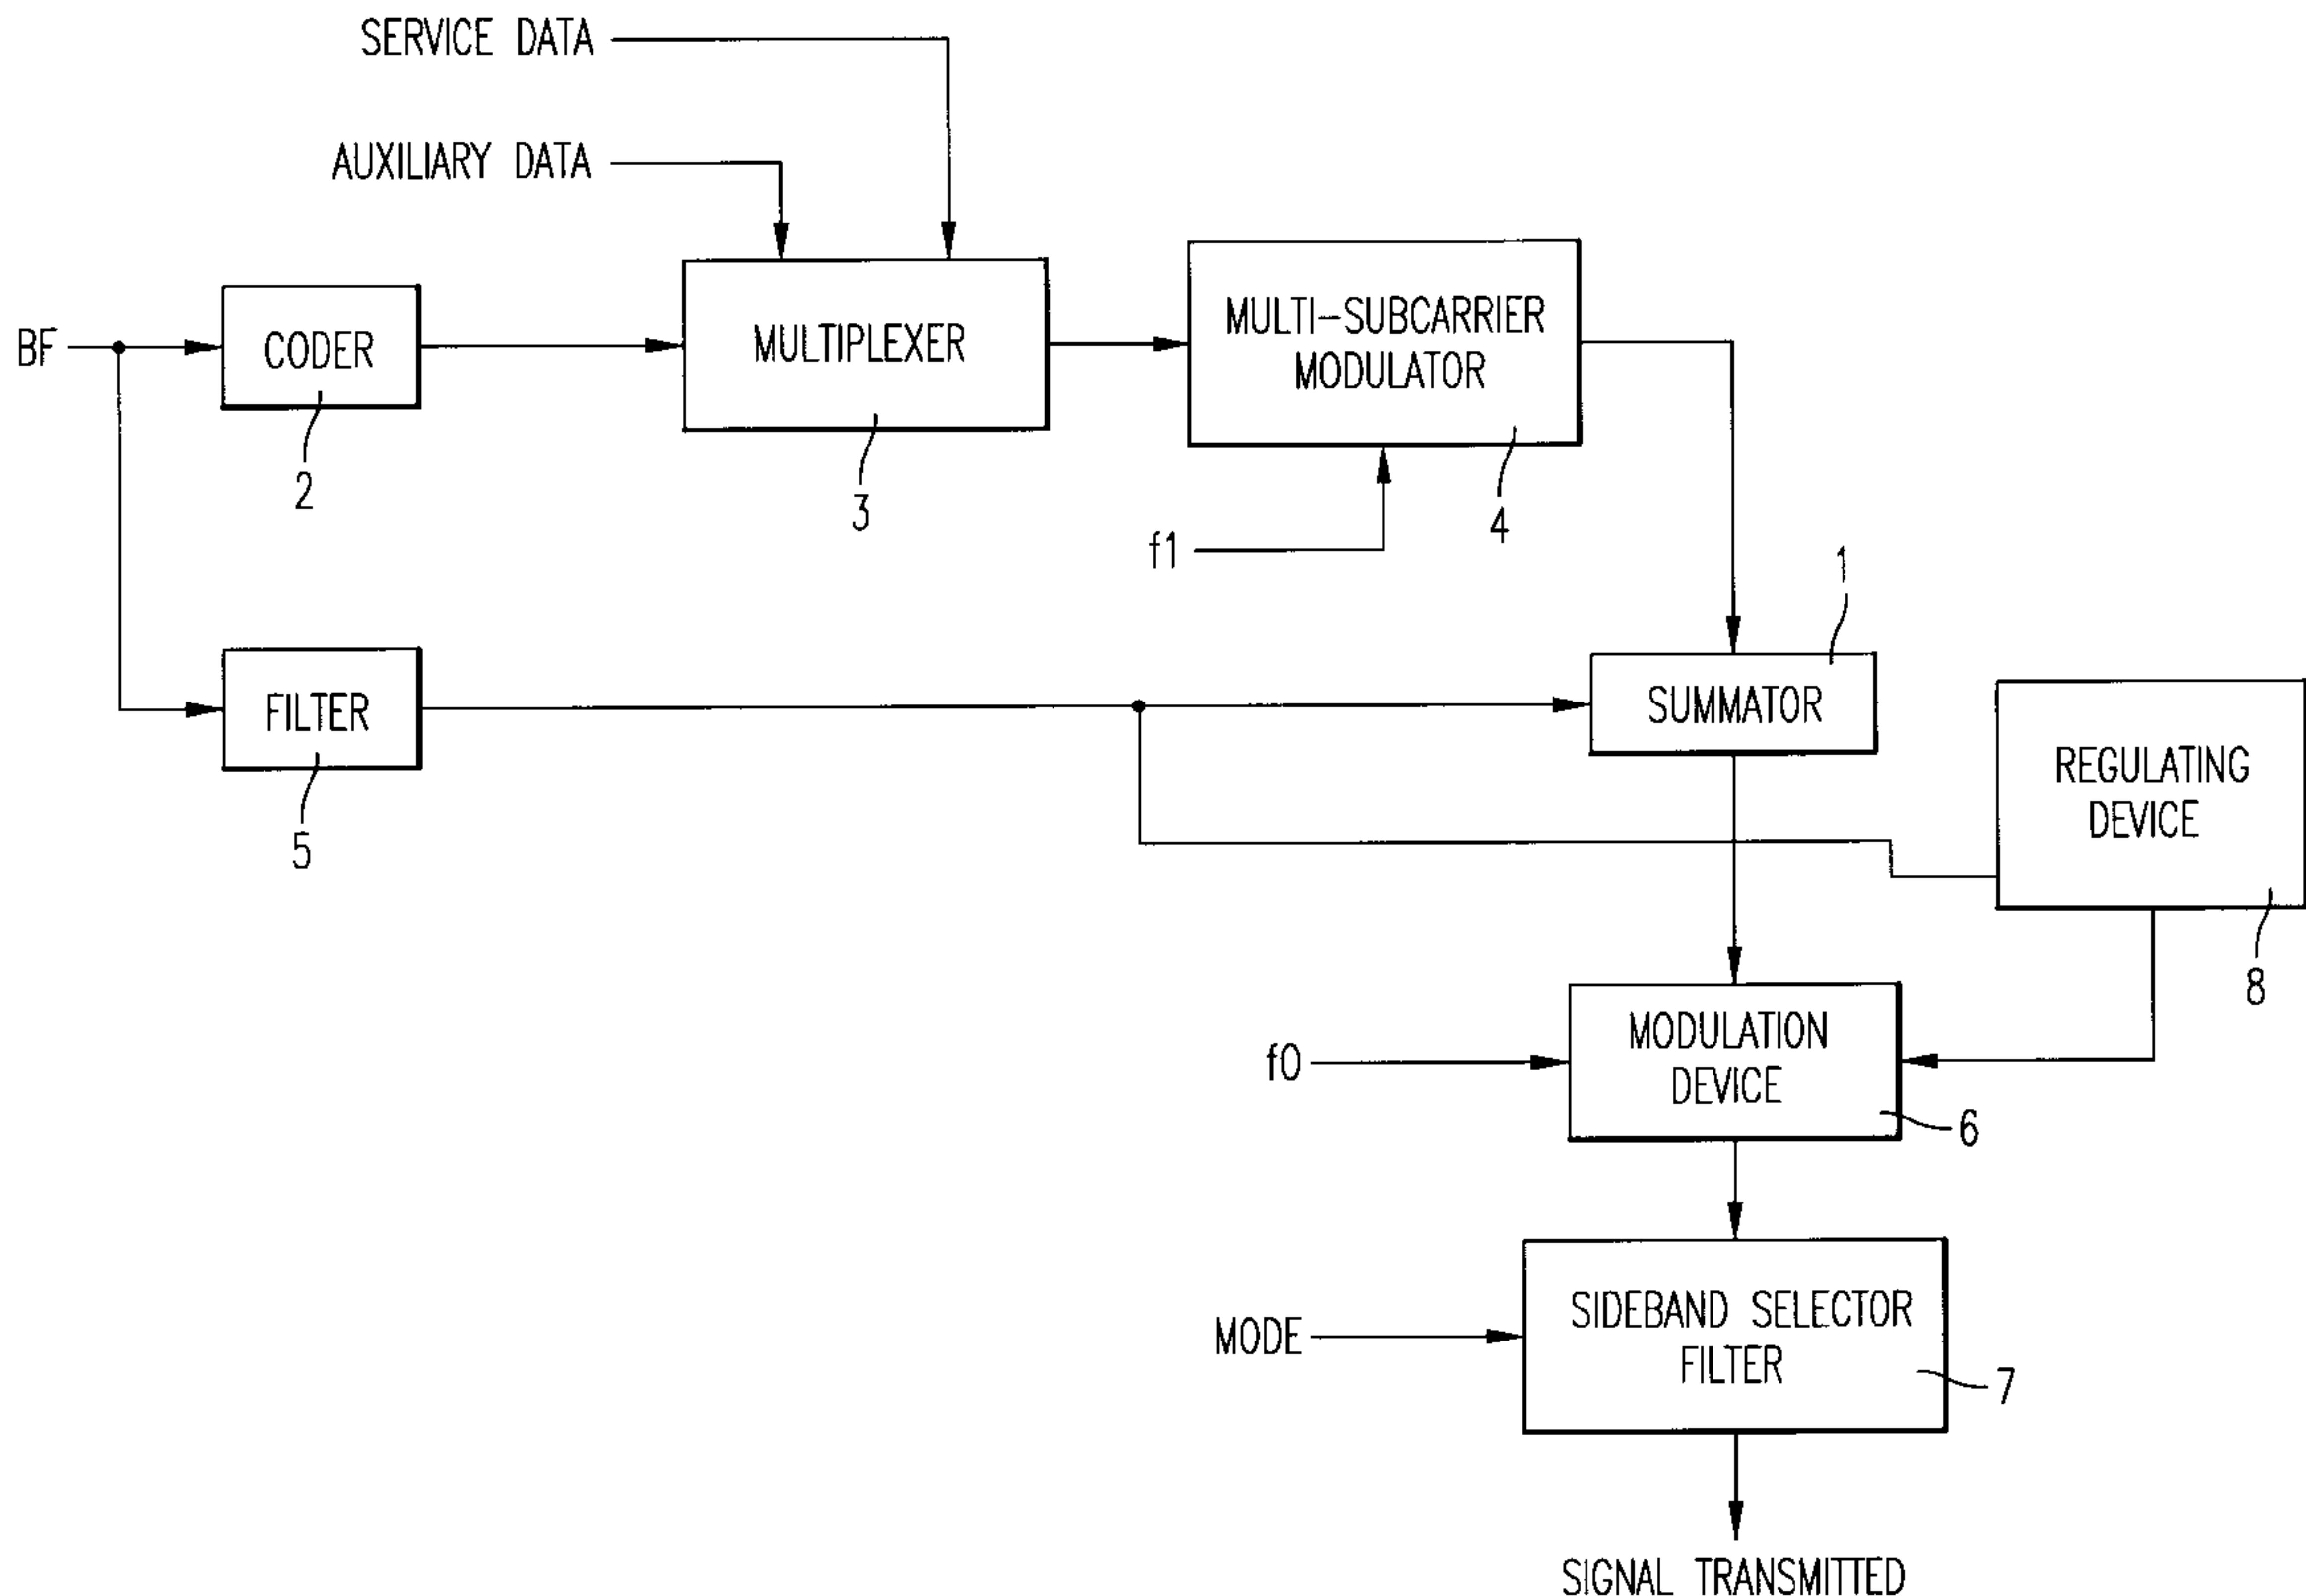 SERVICE DATA
AUXILIARY DATA
BF
CODER
2
MULTIPLEXER
3
MULTI-SUBCARRIER
MODULATOR
4
f1
1
FILTER
5
SUMMATOR
REGULATING
DEVICE
8
f0
MODULATION
DEVICE
6
MODE
SIDEBAND SELECTOR
FILTER
7
SIGNAL TRANSMITTED